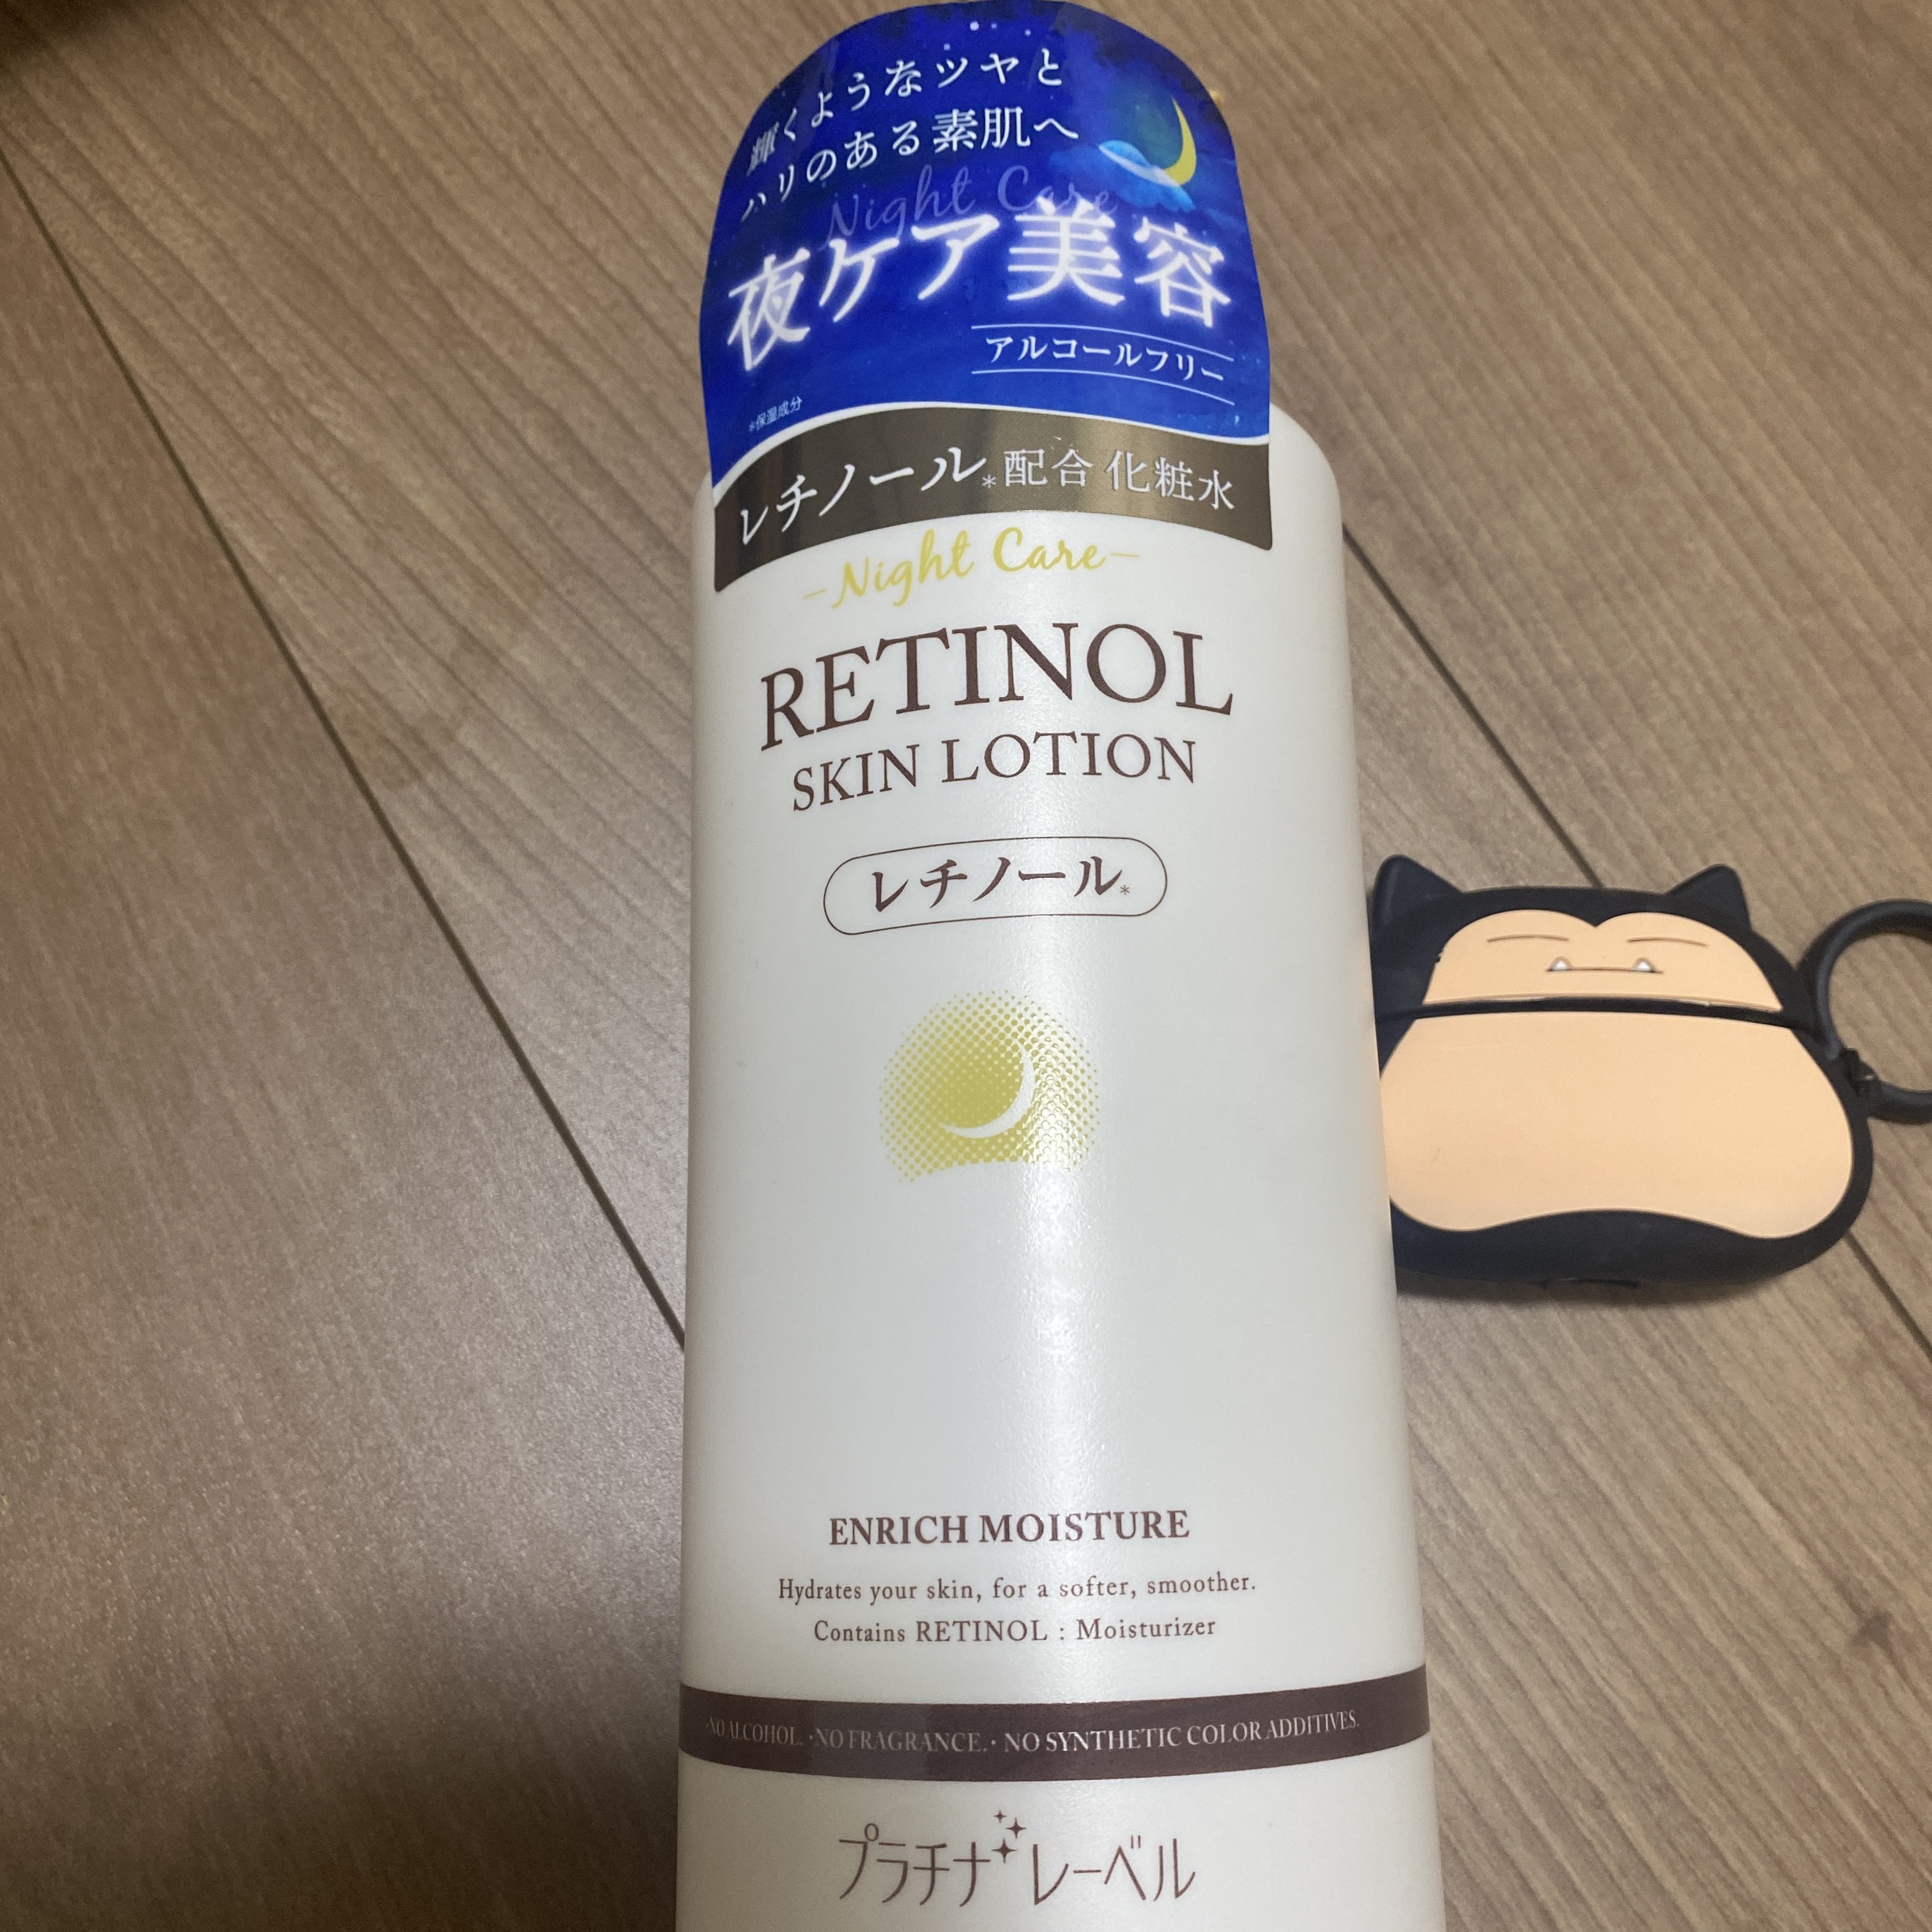 輝くようなツヤと
ハリのある素肌へ
Night Care
夜ケア美容
アルコールフリー
*保湿成分
レチノール*配合 化粧水
-Night Care-
RETINOL
SKIN LOTION
レチノール*
ENRICH MOISTURE
Hydrates your skin, for a softer, smoother.
Contains RETINOL : Moisturizer
·NO ALCOHOL. ·NO FRAGRANCE. · NO SYNTHETIC COLOR ADDITIVES.
プラチナレーベル